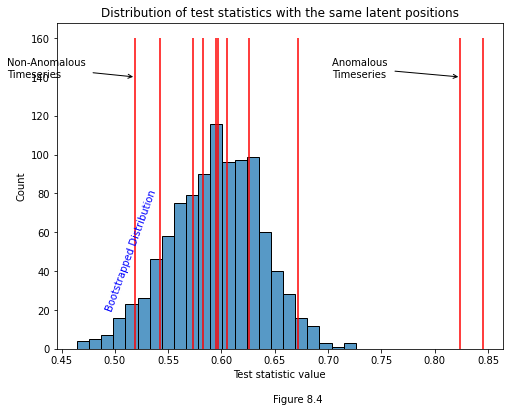 Distribution of test statistics with the same latent positions
160
Non-Anomalous
Timeseries
Anomalous
Timeseries
140
120
100
80
60
40
20
0
Count
Bootstrapped Distribution
0.45 0.50 0.55 0.60 0.65 0.70 0.75 0.80 0.85
Test statistic value
Figure 8.4